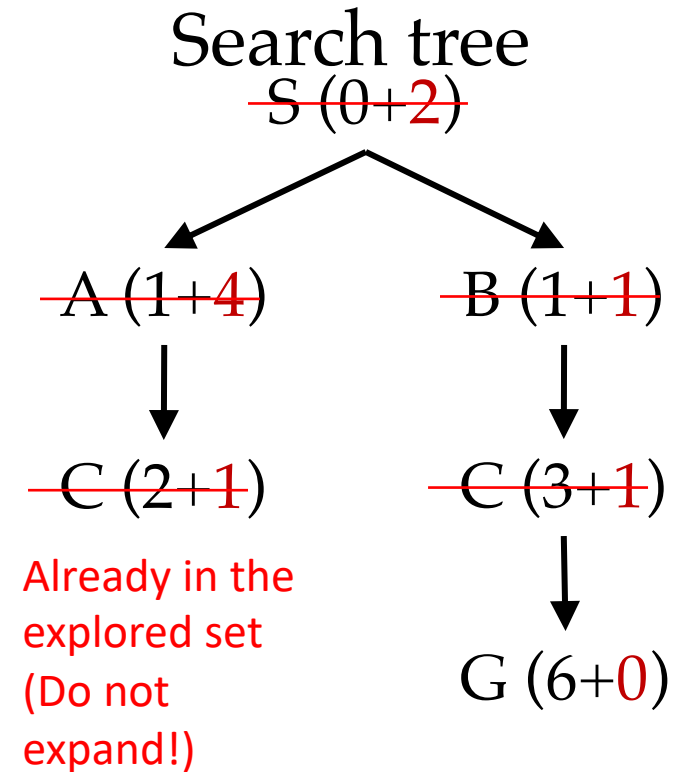 Search tree
S (0+2)
A (1+4)
B (1+1)
C (2+1)
C (3+1)
Already in the
explored set
(Do not
expand!)
G (6+0)